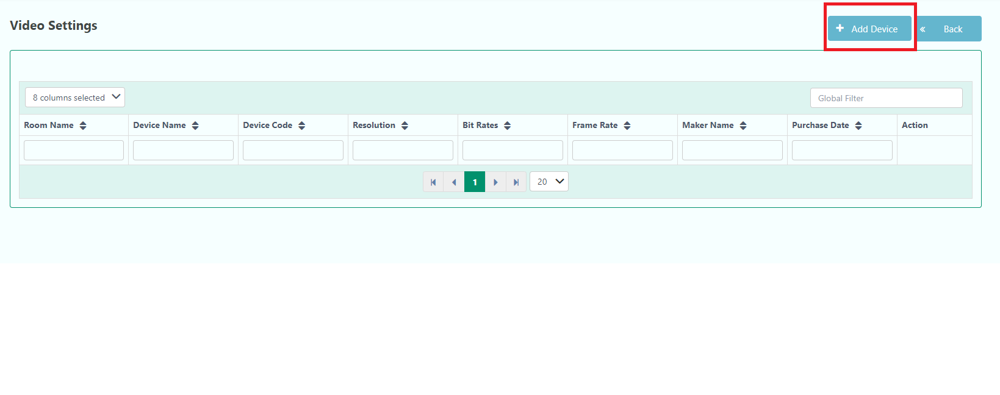 Video Settings
Add Device
Back
8 columns selected
Global Filter
Room Name Device Name Device Code Resolution Bit Rates Frame Rate Maker Name Purchase Date Action
1 20